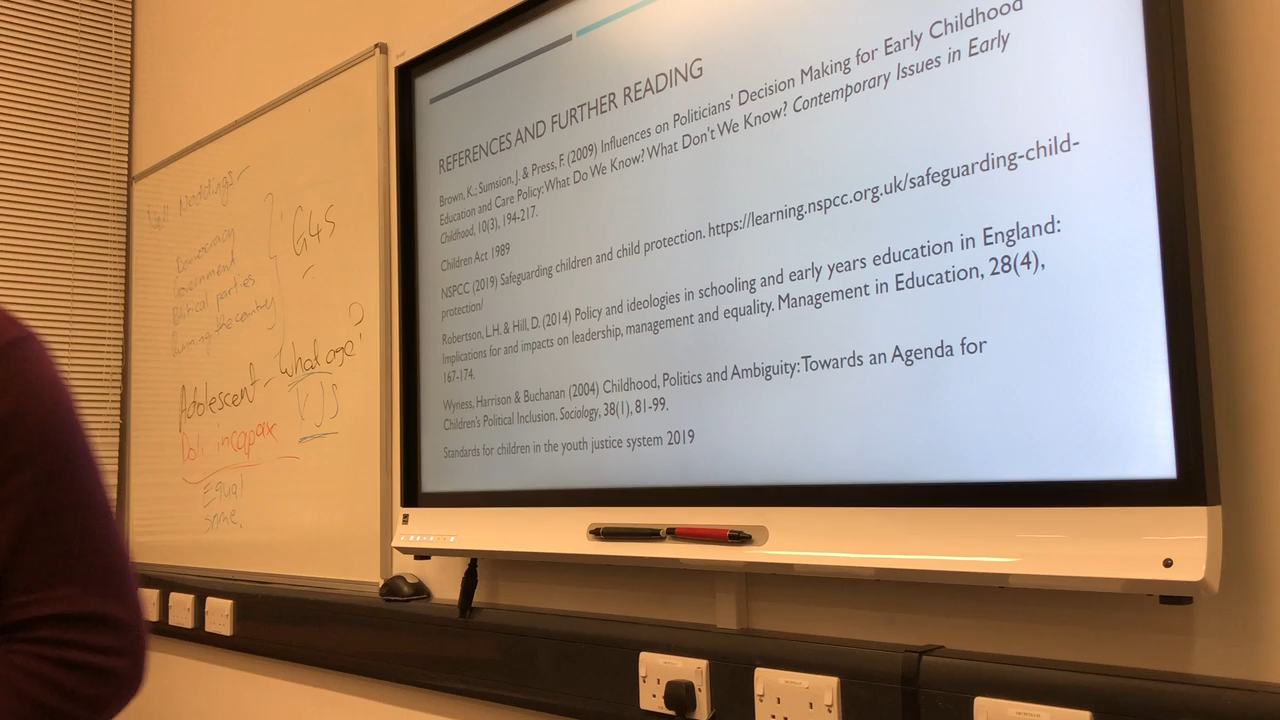 Nel Noddings -
Democracy
Government
Political parties
Running the country
G4S
Adolescent - What age?
YJS
Doli incapax
Equal
some.
REFERENCES AND FURTHER READING
Brown, K.; Sumsion, J. & Press, F. (2009) Influences on Politicians' Decision Making for Early Childhood
Education and Care Policy: What Do We Know? What Don't We Know? Contemporary Issues in Early
Childhood, 10(3), 194-217.
Children Act 1989
NSPCC (2019) Safeguarding children and child protection. https://learning.nspcc.org.uk/safeguarding-child-
protection/
Robertson, L.H. & Hill, D. (2014) Policy and ideologies in schooling and early years education in England:
Implications for and impacts on leadership, management and equality. Management in Education, 28(4),
167-174.
Wyness, Harrison & Buchanan (2004) Childhood, Politics and Ambiguity: Towards an Agenda for
Children's Political Inclusion. Sociology, 38(1), 81-99.
Standards for children in the youth justice system 2019